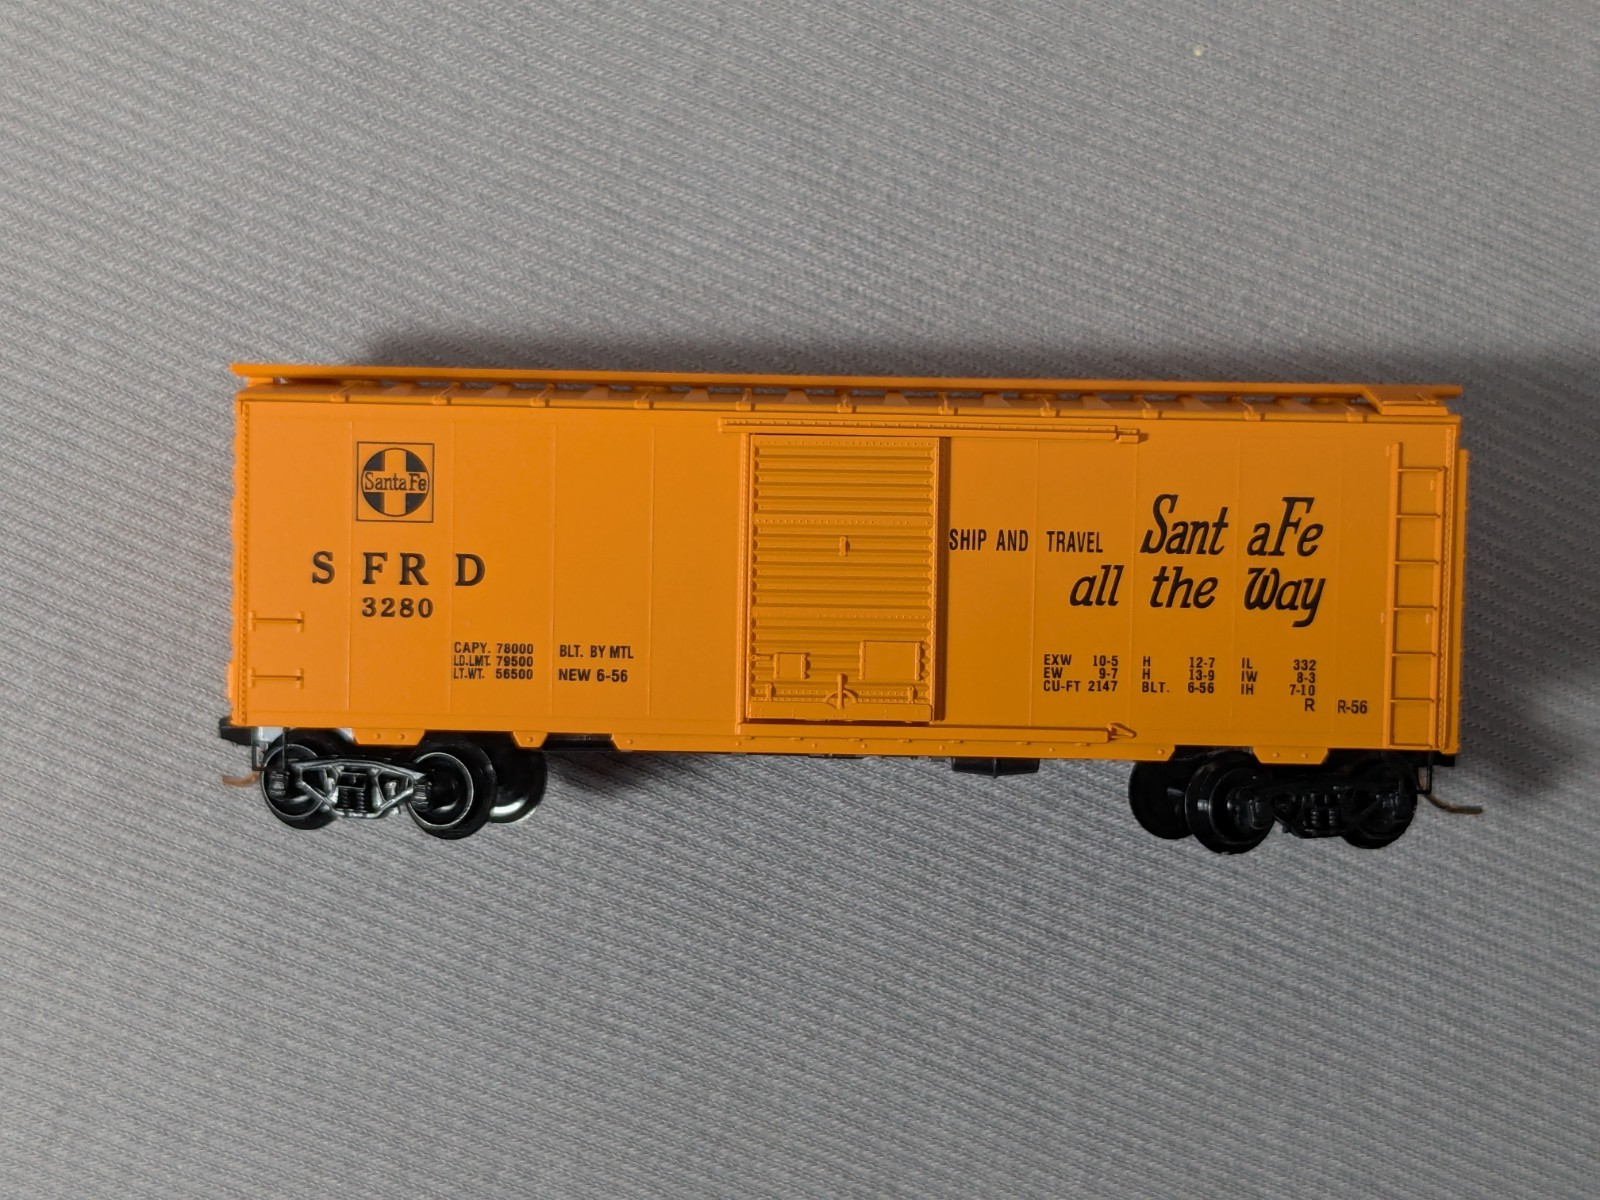 Santa Fe
SFRD
3280
CAPY. 78000
LD.LMT. 79500
LT.WT. 56500
BLT. BY MTL
NEW 6-56
SHIP AND TRAVEL Santa Fe
all the Way
EXW 10-5 H 12-7 IL 332
EW 9-7 H 13-9 IW 8-3
CU-FT 2147 BLT. 6-56 IH 7-10
R R-56